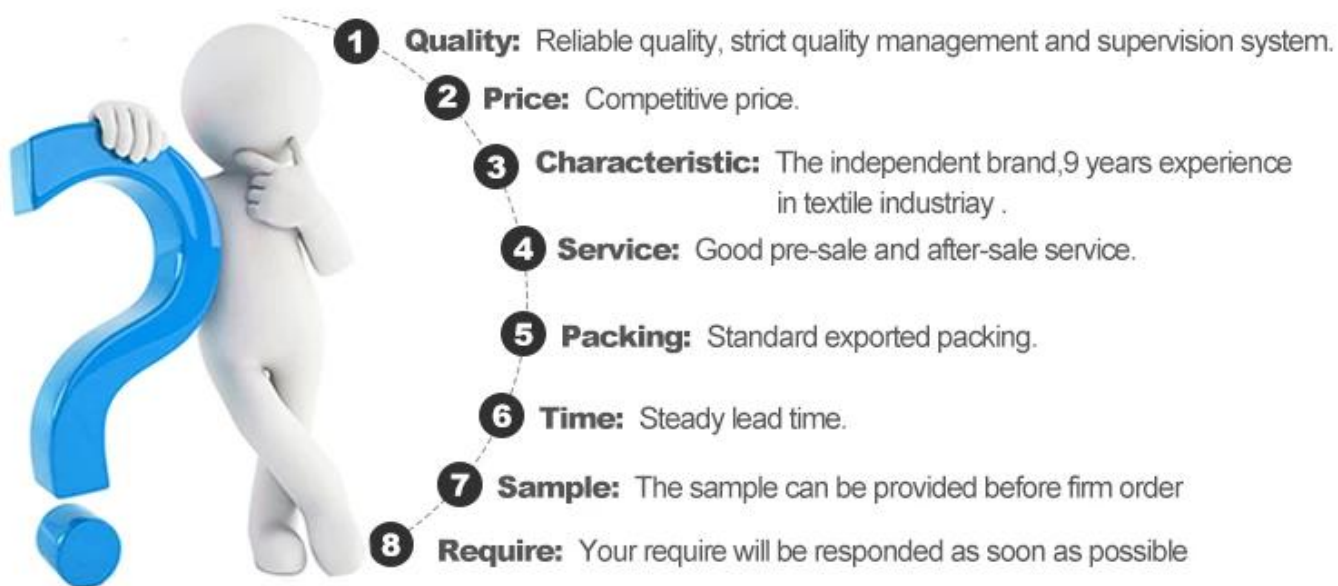 1 Quality: Reliable quality, strict quality management and supervision system.
2 Price: Competitive price.
3 Characteristic: The independent brand,9 years experience
in textile industriay .
4 Service: Good pre-sale and after-sale service.
5 Packing: Standard exported packing.
6 Time: Steady lead time.
7 Sample: The sample can be provided before firm order
8 Require: Your require will be responded as soon as possible